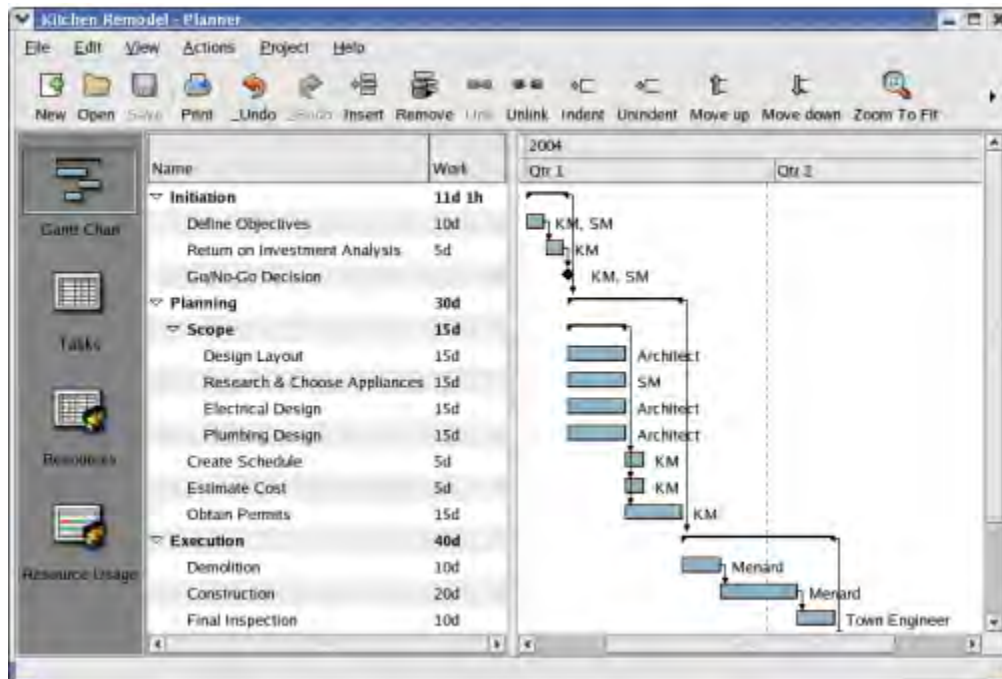 Kitchen Remodel - Planner
File Edit View Actions Project Help
New Open Save Print _Undo _Redo Insert Remove Link Unlink Indent Unindent Move up Move down Zoom To Fit
2004
Name Work Qtr 1 Qtr 2
Initiation 11d 1h
Define Objectives 10d KM, SM
Return on Investment Analysis 5d KM
Go/No-Go Decision KM, SM
Planning 30d
Scope 15d
Design Layout 15d Architect
Research & Choose Appliances 15d SM
Electrical Design 15d Architect
Plumbing Design 15d Architect
Create Schedule 5d KM
Estimate Cost 5d KM
Obtain Permits 15d KM
Execution 40d
Demolition 10d Menard
Construction 20d Menard
Final Inspection 10d Town Engineer
Gantt Chart
Tasks
Resources
Resource Usage